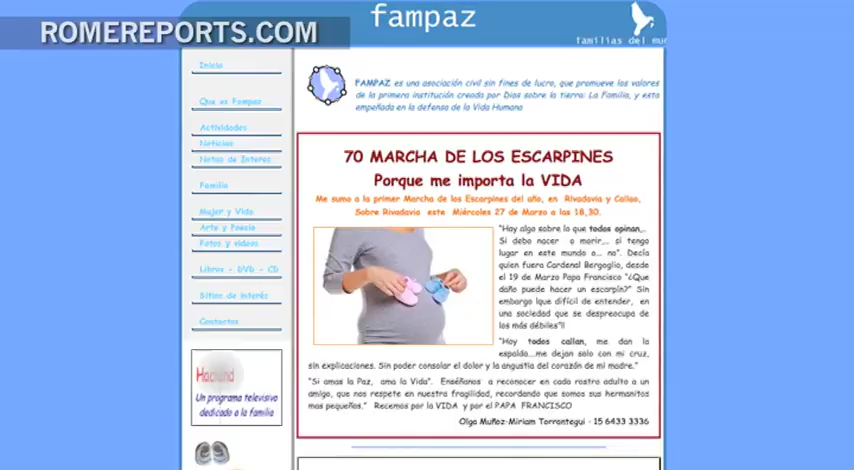 ROMEREPORTS.COM
fampaz
familias del mun
Inicio
Que es Fampaz
Actividades
Noticias
Notas de Interes
Familia
Mujer y Vida
Arte y Poesia
Fotos y videos
Libros - DVD - CD
Sitios de interés
Contactos
Un programa televisivo
dedicado a la familia
FAMPAZ es una asociación civil sin fines de lucro, que promueve los valores
de la primera institución creada por Dios sobre la tierra: La Familia, y esta
empeñada en la defensa de la Vida Humana
70 MARCHA DE LOS ESCARPINES
Porque me importa la VIDA
Me sumo a la primer Marcha de los Escarpines del año, en Rivadavia y Callao,
Sobre Rivadavia este Miércoles 27 de Marzo a las 18,30.
"Hay algo sobre lo que todos opinan,..
Si debo nacer o morir,... si tengo
lugar en este mundo o... no". Decía
quien fuera Cardenal Bergoglio, desde
el 19 de Marzo Papa Francisco "¿Que
daño puede hacer un escarpín?" Sin
embargo ¡que difícil de entender, en
una sociedad que se despreocupa de
los más débiles"!!
"Hoy todos callan, me dan la
espalda....me dejan solo con mi cruz,
sin explicaciones. Sin poder consolar el dolor y la angustia del corazón de mi madre."
"Si amas la Paz, ama la Vida". Enséñanos a reconocer en cada rostro adulto a un
amigo, que nos respete en nuestra fragilidad, recordando que somos sus hermanitos
mas pequeños." Recemos por la VIDA y por el PAPA FRANCISCO
Olga Muñoz-Miriam Torrontegui - 15 6433 3336